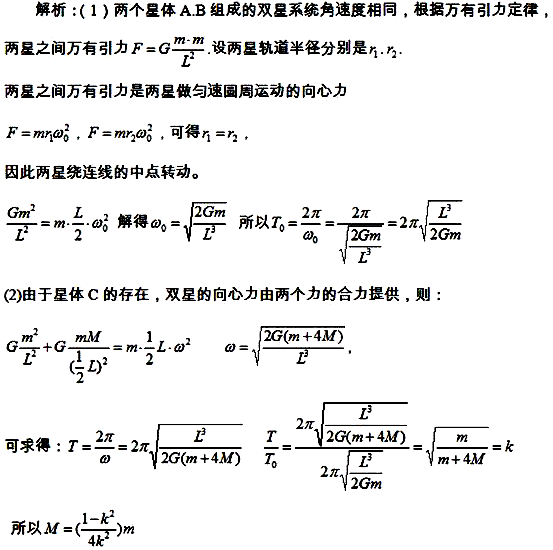 解析：(1) 两个星体 A.B 组成的双星系统角速度相同，根据万有引力定律，
两星之间万有引力 $F=G\frac{m\cdot m}{L^2}$.设两星轨道半径分别是 $r_1.r_2$.
两星之间万有引力是两星做匀速圆周运动的向心力
$F=mr_1\omega_0^2$，$F=mr_2\omega_0^2$，可得 $r_1=r_2$，
因此两星绕连线的中点转动。
$\frac{Gm^2}{L^2}=m\cdot\frac{L}{2}\cdot\omega_0^2$ 解得 $\omega_0=\sqrt{\frac{2Gm}{L^3}}$ 所以 $T_0=\frac{2\pi}{\omega_0}=\frac{2\pi}{\sqrt{\frac{2Gm}{L^3}}}=2\pi\sqrt{\frac{L^3}{2Gm}}$
(2)由于星体 C 的存在，双星的向心力由两个力的合力提供，则：
$G\frac{m^2}{L^2}+G\frac{mM}{(\frac{1}{2}L)^2}=m\cdot\frac{1}{2}L\cdot\omega^2$ $\omega=\sqrt{\frac{2G(m+4M)}{L^3}}$，
可求得：$T=\frac{2\pi}{\omega}=2\pi\sqrt{\frac{L^3}{2G(m+4M)}}$ $\frac{T}{T_0}=\frac{2\pi\sqrt{\frac{L^3}{2G(m+4M)}}}{2\pi\sqrt{\frac{L^3}{2Gm}}}=\sqrt{\frac{m}{m+4M}}=k$
所以 $M=(\frac{1-k^2}{4k^2})m$